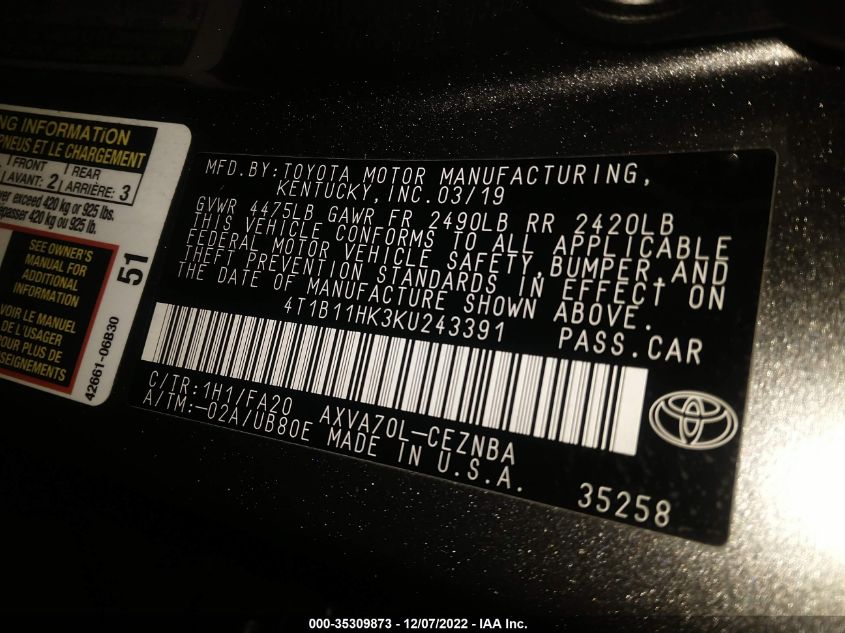 NG INFORMATION
PNEUS ET LE CHARGEMENT
FRONT
REAR
AVANT: 2
ARRIÈRE: 3
ver exceed 420 kg or 925 lbs.
épasser 420 kg ou 925 lb.
SEE OWNER'S
MANUAL FOR
ADDITIONAL
INFORMATION
VOIR LE MANUEL
DE L'USAGER
POUR PLUS DE
SEIGNEMENTS
51
42661-06B30
MFD. BY: TOYOTA MOTOR MANUFACTURING,
KENTUCKY, INC. 03/19
GVWR 4475LB GAWR FR 2490LB RR 2420LB
THIS VEHICLE CONFORMS TO ALL APPLICABLE
FEDERAL MOTOR VEHICLE SAFETY, BUMPER, AND
THEFT PREVENTION STANDARDS IN EFFECT ON
THE DATE OF MANUFACTURE SHOWN ABOVE.
4T1B11HK3KU243391 PASS. CAR
C/TR: 1H1/FA20 AXVA70L-CEZNBA
A/TM: -02A/UB80E MADE IN U.S.A.
35258
000-35309873 - 12/07/2022 - IAA Inc.